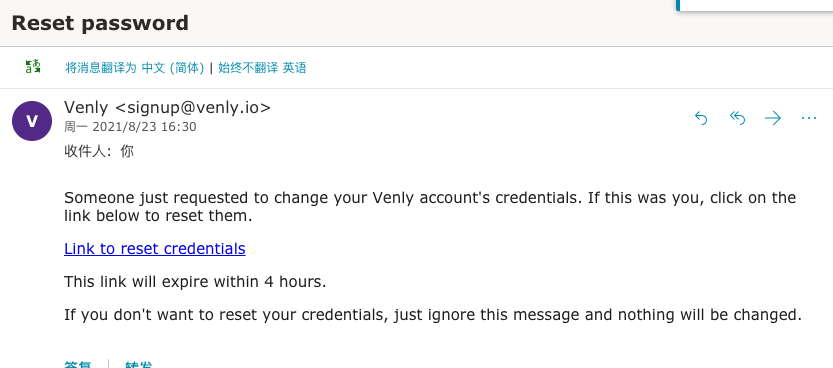 Reset password
将消息翻译为 中文 (简体) | 始终不翻译 英语
V
Venly <signup@venly.io>
周一 2021/8/23 16:30
收件人: 你
Someone just requested to change your Venly account's credentials. If this was you, click on the
link below to reset them.
Link to reset credentials
This link will expire within 4 hours.
If you don't want to reset your credentials, just ignore this message and nothing will be changed.
答复 | 转发